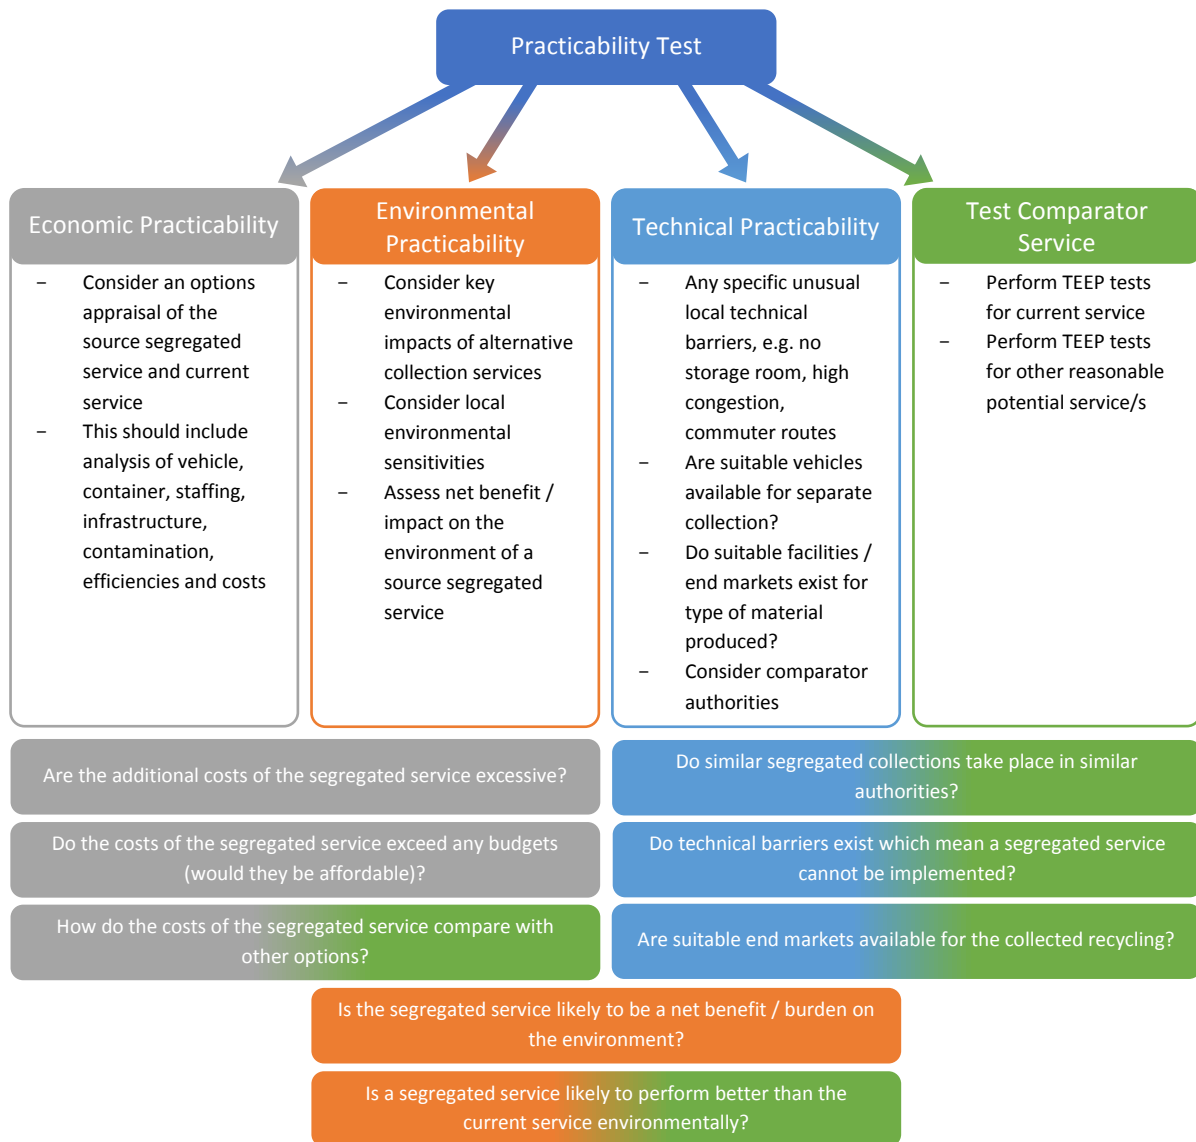 Practicability Test
Economic Practicability
– Consider an options
appraisal of the
source segregated
service and current
service
– This should include
analysis of vehicle,
container, staffing,
infrastructure,
contamination,
efficiencies and costs
Environmental
Practicability
– Consider key
environmental
impacts of alternative
collection services
– Consider local
environmental
sensitivities
– Assess net benefit /
impact on the
environment of a
source segregated
service
Technical Practicability
– Any specific unusual
local technical
barriers, e.g. no
storage room, high
congestion,
commuter routes
– Are suitable vehicles
available for separate
collection?
– Do suitable facilities /
end markets exist for
type of material
produced?
– Consider comparator
authorities
Test Comparator
Service
– Perform TEEP tests
for current service
– Perform TEEP tests
for other reasonable
potential service/s
Are the additional costs of the segregated service excessive?
Do the costs of the segregated service exceed any budgets
(would they be affordable)?
How do the costs of the segregated service compare with
other options?
Do similar segregated collections take place in similar
authorities?
Do technical barriers exist which mean a segregated service
cannot be implemented?
Are suitable end markets available for the collected recycling?
Is the segregated service likely to be a net benefit / burden on
the environment?
Is a segregated service likely to perform better than the
current service environmentally?